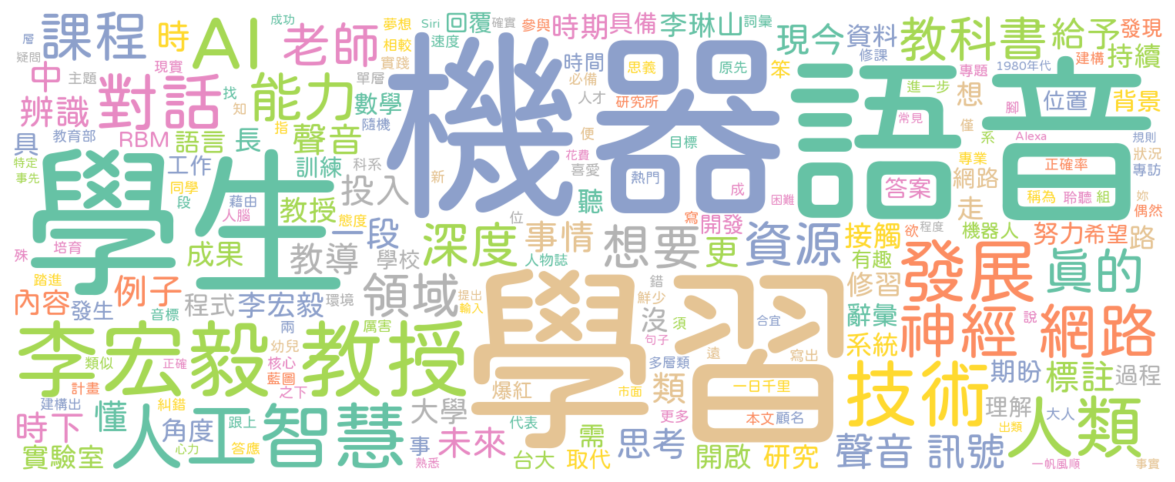 機器
語音
學習
學生
李宏毅 教授
人工智慧
AI
老師
課程
對話
能力
時
中
辨識
RBM
語言
長
聲音
數學
隨機
訓練
工作
科系
具
教育部
特定
事先
同學
段
藉由
人腦
教授
態度
投入
一段
指
知
找
主題
單層
現實
疑問
層
成功
夢想
相較
實踐
Siri
速度
回覆
確實
參與
時期
具備
李琳山
詞彙
時間
必備
人才
思義
研究所
原先
笨
便
目標
花費
喜愛
熱門
新
成
困難
聽
位
寫
開發
現今
資料
修課
教科書
給予
發現
持續
建構
1980年代
專題
進一步
想
位置
背景
常見
僅
系
腳
Alexa
規則
狀況
專訪
正確率
專業
網路
答案
走
稱為
聆聽
組
妳
偶然
欲
程度
機器人
努力
希望
路
接觸
有趣
資源
更
想要
事情
深度
人物誌
學校
教導
成果
培育
殊
踏進
內容
發生
例子
音標
程式
李宏毅
環境
領域
提出
輸入
兩
厲害
幼兒
核心
藍圖
之下
類似
正確
計畫
建構出
糾錯
時下
懂
角度
跟上
答應
心力
實驗室
大學
爆紅
事
熟悉
未來
代表
台大
需
取代
思考
更多
開啟
研究
聲音 訊號
一帆風順
事實
出類
大人
人類
理解
過程
標註
期盼
技術
系統
辭彙
修習
發展
真的
神經 網路
說
沒
錯
鮮少
句子
須
合宜
遠
寫出
多層類
類
市面
一日千里
本文
顧名